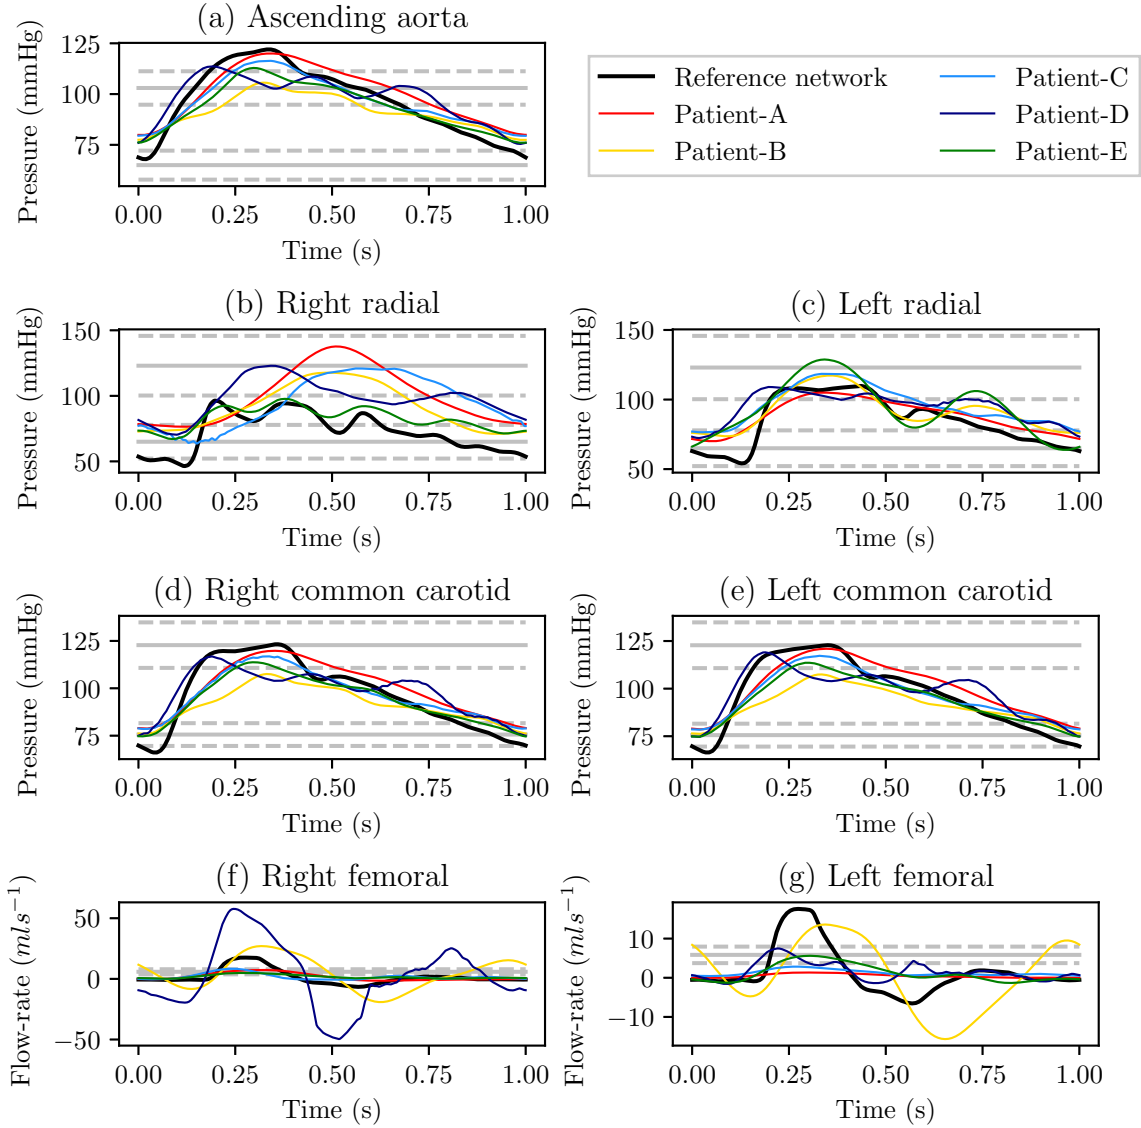 (a) Ascending aorta
Pressure (mmHg)
125
100
75
0.00 0.25 0.50 0.75 1.00
Time (s)
Reference network
Patient-A
Patient-B
Patient-C
Patient-D
Patient-E
(b) Right radial
Pressure (mmHg)
150
100
50
0.00 0.25 0.50 0.75 1.00
Time (s)
(c) Left radial
Pressure (mmHg)
150
100
50
0.00 0.25 0.50 0.75 1.00
Time (s)
(d) Right common carotid
Pressure (mmHg)
125
100
75
0.00 0.25 0.50 0.75 1.00
Time (s)
(e) Left common carotid
Pressure (mmHg)
125
100
75
0.00 0.25 0.50 0.75 1.00
Time (s)
(f) Right femoral
Flow-rate (mls⁻¹)
50
0
−50
0.00 0.25 0.50 0.75 1.00
Time (s)
(g) Left femoral
Flow-rate (mls⁻¹)
10
0
−10
0.00 0.25 0.50 0.75 1.00
Time (s)